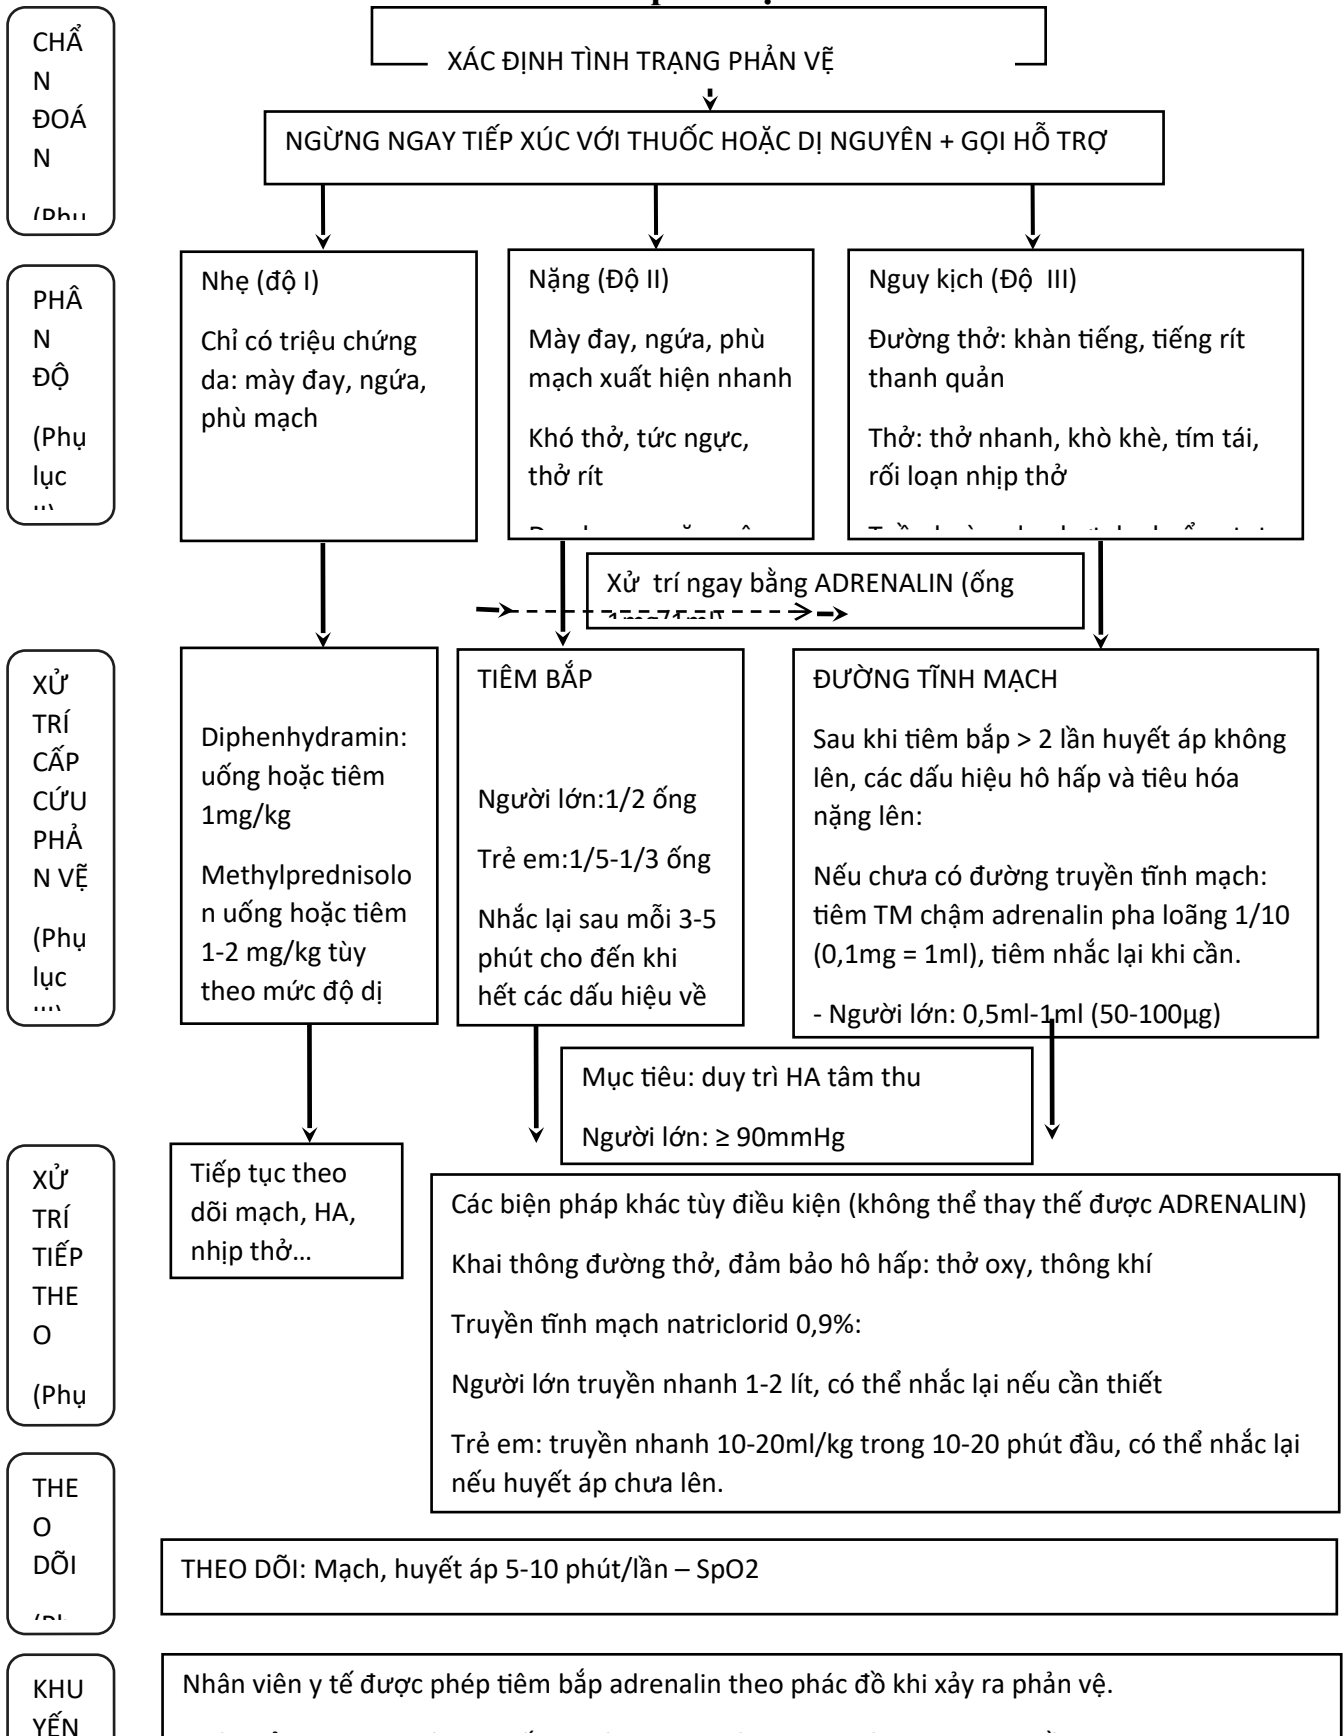 CHẨ
N
ĐOÁ
N
(Phụ
XÁC ĐỊNH TÌNH TRẠNG PHẢN VỆ
NGỪNG NGAY TIẾP XÚC VỚI THUỐC HOẶC DỊ NGUYÊN + GỌI HỖ TRỢ
PHÂ
N
ĐỘ
(Phụ
lục
II)
Nhẹ (độ I)
Chỉ có triệu chứng
da: mày đay, ngứa,
phù mạch
Nặng (Độ II)
Mày đay, ngứa, phù
mạch xuất hiện nhanh
Khó thở, tức ngực,
thở rít
Nguy kịch (Độ III)
Đường thở: khàn tiếng, tiếng rít
thanh quản
Thở: thở nhanh, khò khè, tím tái,
rối loạn nhịp thở
Xử trí ngay bằng ADRENALIN (ống
1mg/1ml)
XỬ
TRÍ
CẤP
CỨU
PHẢ
N VỆ
(Phụ
lục
III)
Diphenhydramin:
uống hoặc tiêm
1mg/kg
Methylprednisolo
n uống hoặc tiêm
1-2 mg/kg tùy
theo mức độ dị
TIÊM BẮP
Người lớn:1/2 ống
Trẻ em:1/5-1/3 ống
Nhắc lại sau mỗi 3-5
phút cho đến khi
hết các dấu hiệu về
ĐƯỜNG TĨNH MẠCH
Sau khi tiêm bắp > 2 lần huyết áp không
lên, các dấu hiệu hô hấp và tiêu hóa
nặng lên:
Nếu chưa có đường truyền tĩnh mạch:
tiêm TM chậm adrenalin pha loãng 1/10
(0,1mg = 1ml), tiêm nhắc lại khi cần.
- Người lớn: 0,5ml-1ml (50-100µg)
Mục tiêu: duy trì HA tâm thu
Người lớn: ≥ 90mmHg
XỬ
TRÍ
TIẾP
THE
O
(Phụ
Tiếp tục theo
dõi mạch, HA,
nhịp thở…
Các biện pháp khác tùy điều kiện (không thể thay thế được ADRENALIN)
Khai thông đường thở, đảm bảo hô hấp: thở oxy, thông khí
Truyền tĩnh mạch natriclorid 0,9%:
Người lớn truyền nhanh 1-2 lít, có thể nhắc lại nếu cần thiết
Trẻ em: truyền nhanh 10-20ml/kg trong 10-20 phút đầu, có thể nhắc lại
nếu huyết áp chưa lên.
THE
O
DÕI
THEO DÕI: Mạch, huyết áp 5-10 phút/lần – SpO2
KHU
YẾN
Nhân viên y tế được phép tiêm bắp adrenalin theo phác đồ khi xảy ra phản vệ.